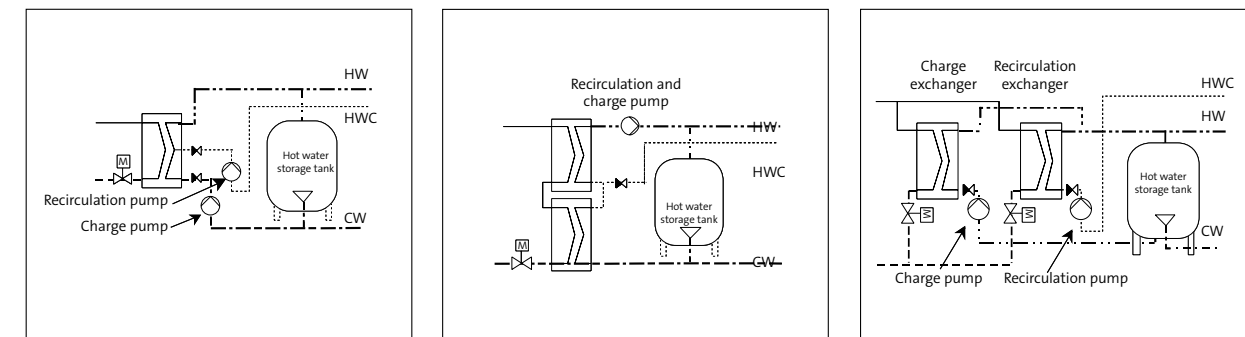 HW
HWC
Hot water
storage tank
M
Recirculation pump
Charge pump
CW
Recirculation and
charge pump
HW
HWC
Hot water
storage tank
M
CW
Charge
exchanger
Recirculation
exchanger
HWC
HW
Hot water
storage tank
M
M
CW
Charge pump
Recirculation pump